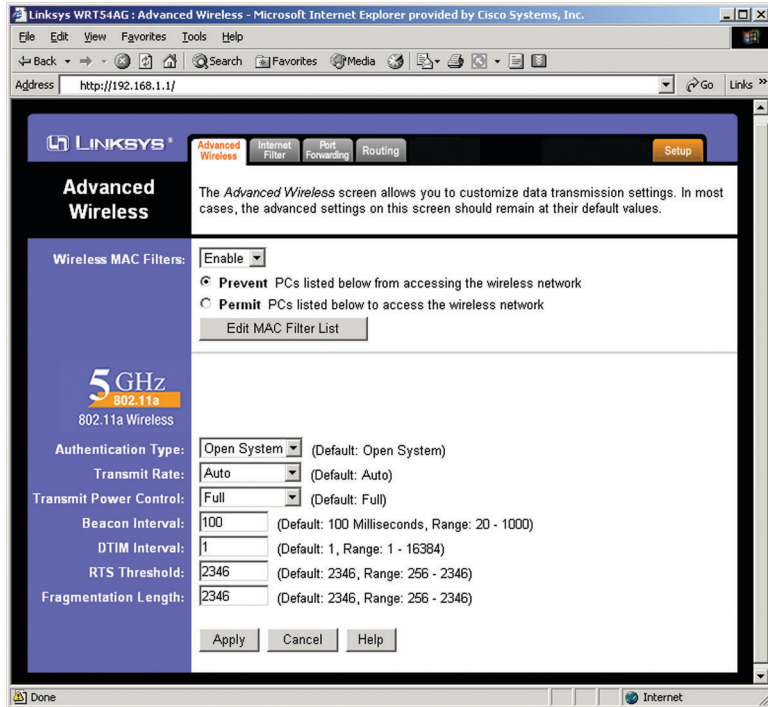 Linksys WRT54AG : Advanced Wireless - Microsoft Internet Explorer provided by Cisco Systems, Inc.
File Edit View Favorites Tools Help
Back Search Favorites Media
Address http://192.168.1.1/ Go Links »
LINKSYS®
Advanced Wireless
Internet Filter
Port Forwarding
Routing
Setup
Advanced
Wireless
The Advanced Wireless screen allows you to customize data transmission settings. In most
cases, the advanced settings on this screen should remain at their default values.
Wireless MAC Filters: Enable
Prevent PCs listed below from accessing the wireless network
Permit PCs listed below to access the wireless network
Edit MAC Filter List
5 GHz
802.11a
802.11a Wireless
Authentication Type: Open System (Default: Open System)
Transmit Rate: Auto (Default: Auto)
Transmit Power Control: Full (Default: Full)
Beacon Interval: 100 (Default: 100 Milliseconds, Range: 20 - 1000)
DTIM Interval: 1 (Default: 1, Range: 1 - 16384)
RTS Threshold: 2346 (Default: 2346, Range: 256 - 2346)
Fragmentation Length: 2346 (Default: 2346, Range: 256 - 2346)
Apply Cancel Help
Done Internet